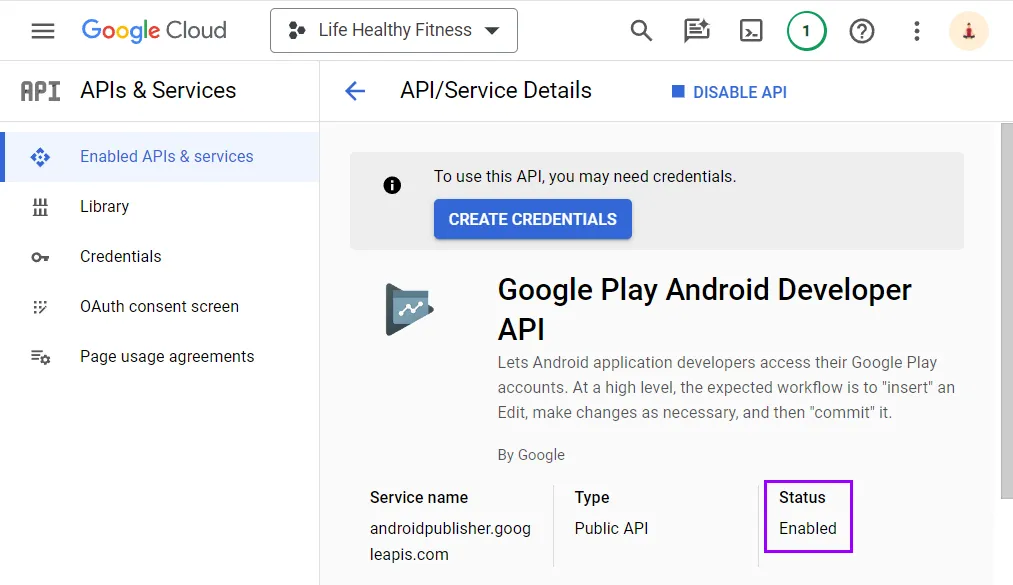 Google Cloud
Life Healthy Fitness
1
API
APIs & Services
API/Service Details
DISABLE API
Enabled APIs & services
Library
Credentials
OAuth consent screen
Page usage agreements
To use this API, you may need credentials.
CREATE CREDENTIALS
Google Play Android Developer
API
Lets Android application developers access their Google Play
accounts. At a high level, the expected workflow is to "insert" an
Edit, make changes as necessary, and then "commit" it.
By Google
Service name
androidpublisher.goog
leapis.com
Type
Public API
Status
Enabled